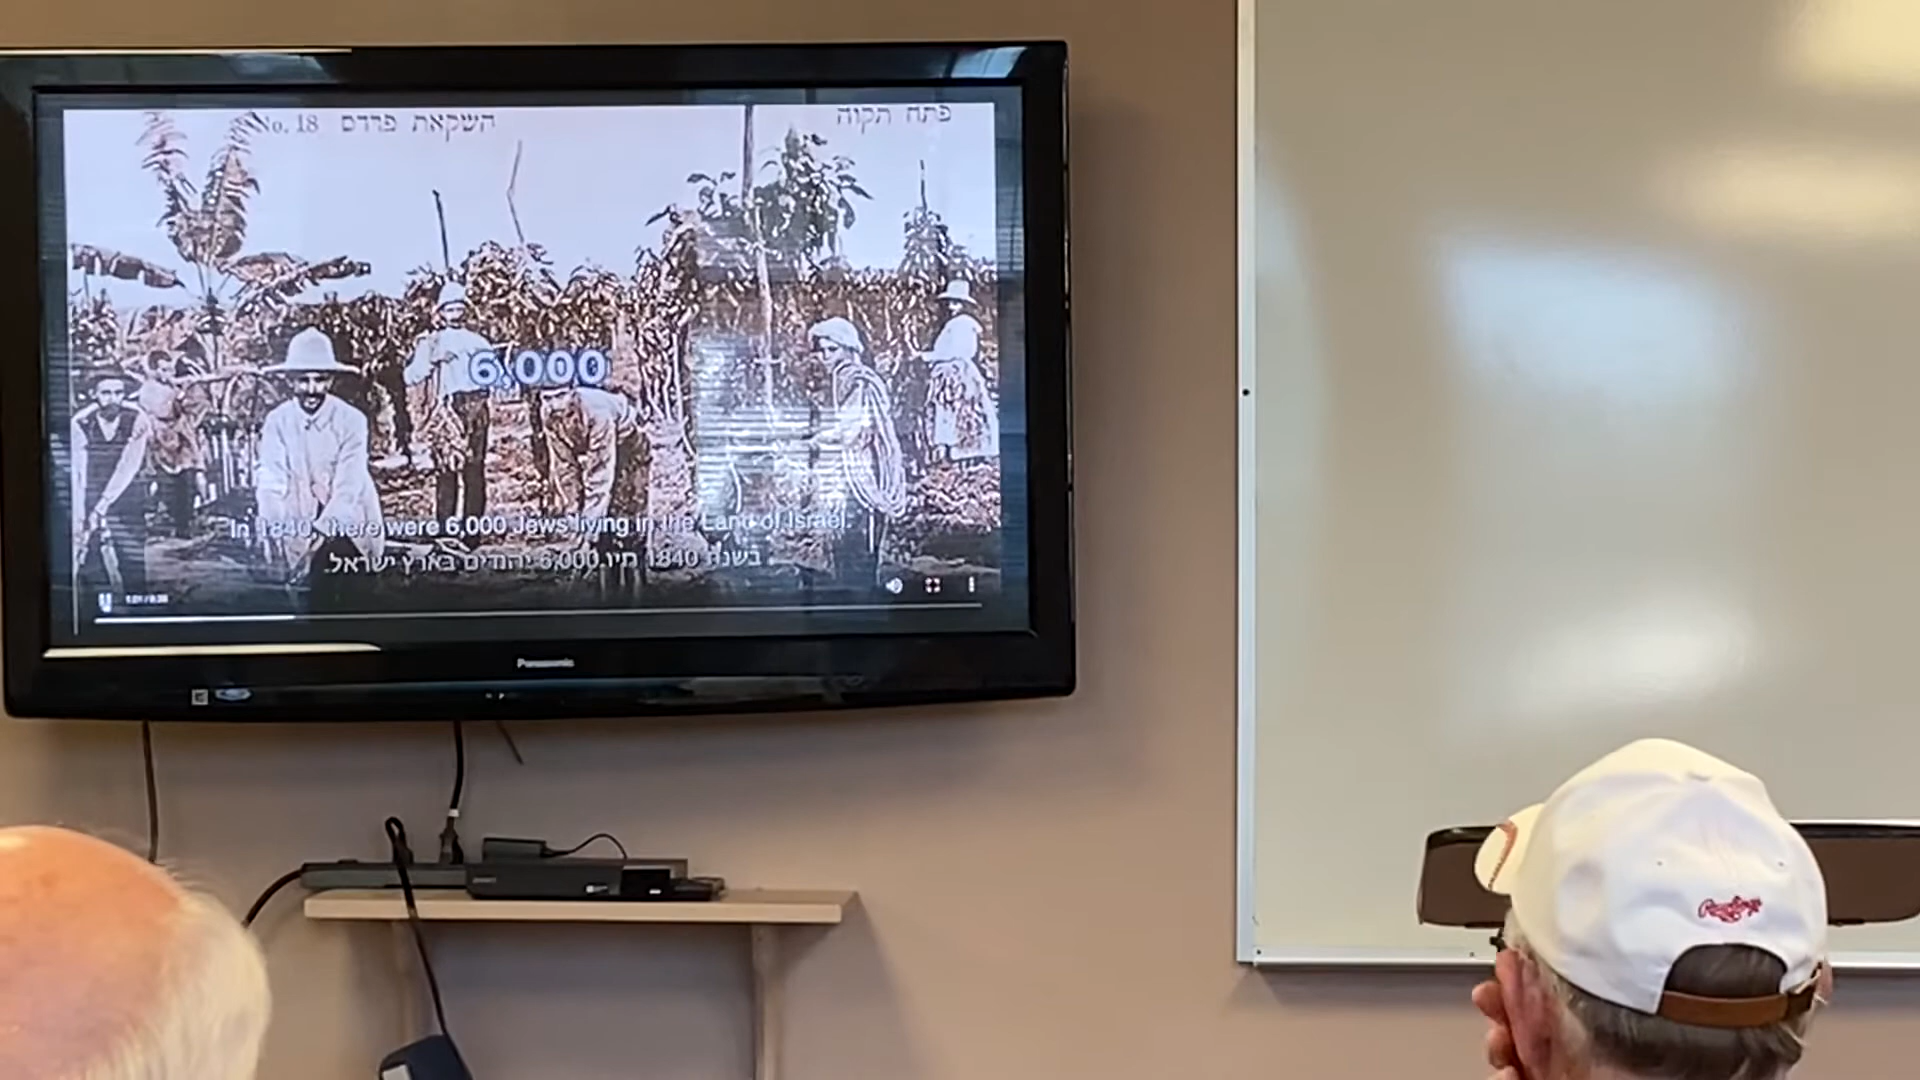 No. 18 השקאת פרדס
פתח תקוה
6,000
In 1840, there were 6,000 Jews living in the Land of Israel.
בשנת 1840 חיו 6,000 יהודים בארץ ישראל.
Panasonic
Rawlings